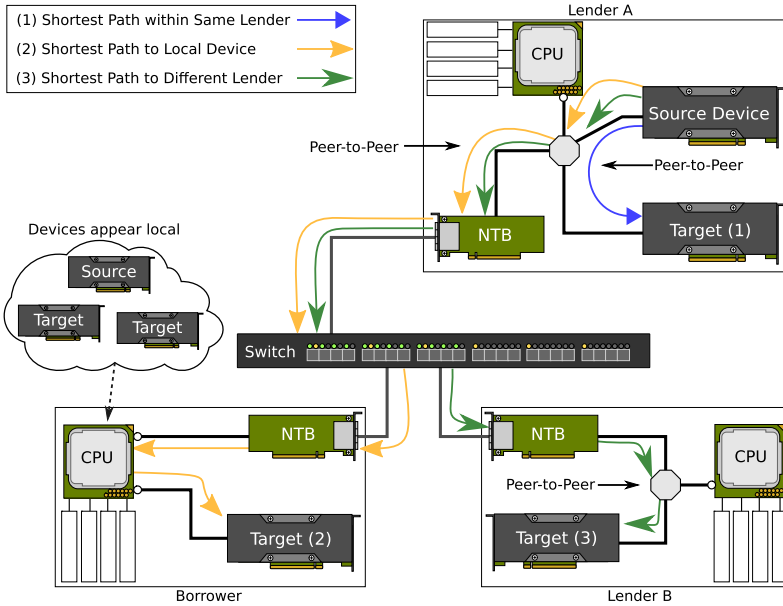 Lender A
(1) Shortest Path within Same Lender
(2) Shortest Path to Local Device
(3) Shortest Path to Different Lender
CPU
Source Device
Peer-to-Peer
Peer-to-Peer
Target (1)
NTB
Devices appear local
Source
Target
Target
Switch
NTB
NTB
CPU
CPU
Peer-to-Peer
Target (2)
Target (3)
Borrower
Lender B